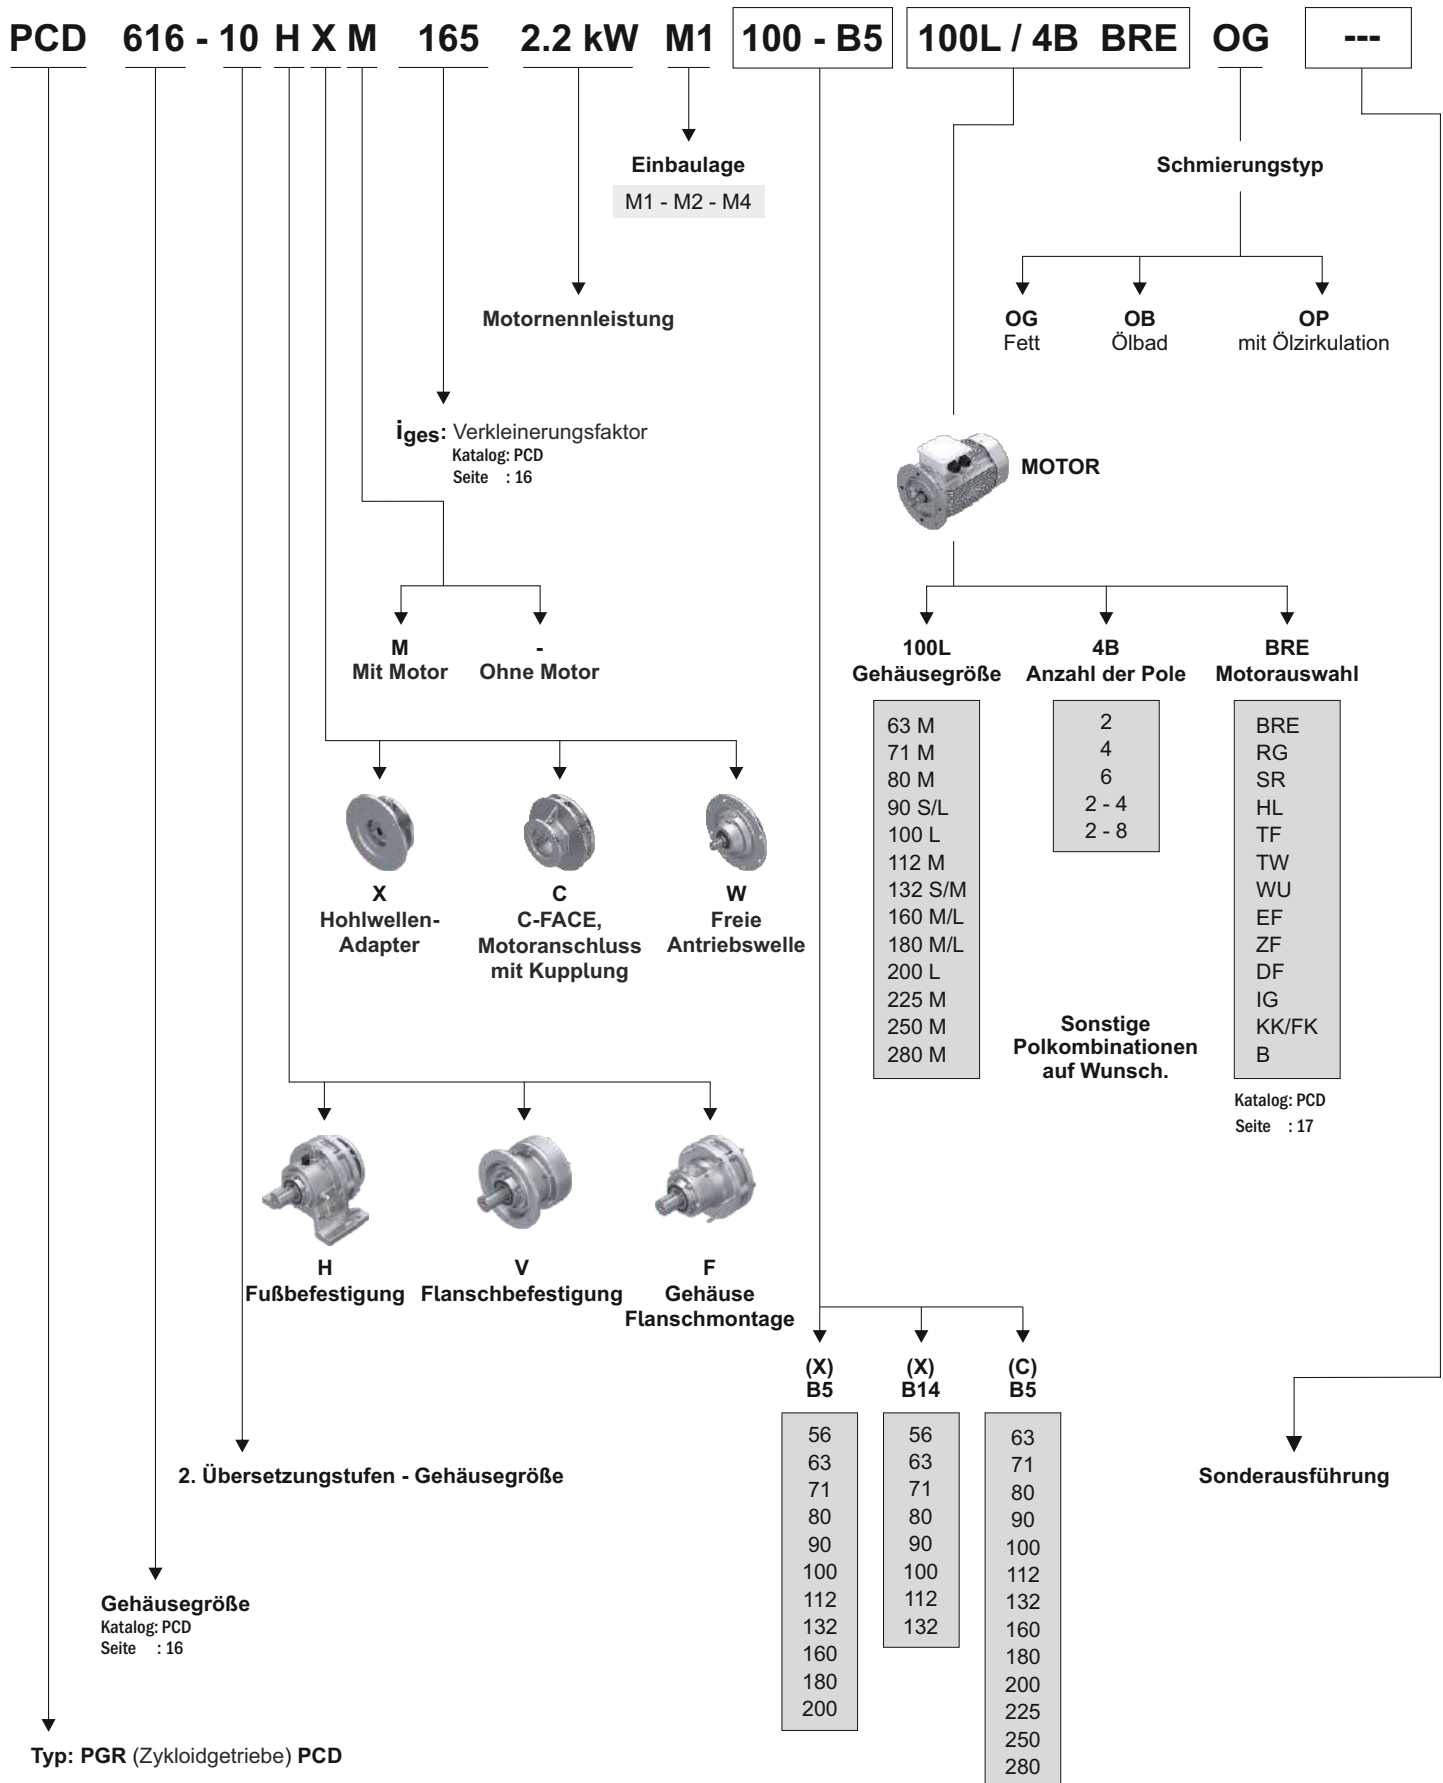 PCD 616 - 10 H X M 165 2.2 kW M1 100 - B5 100L / 4B BRE OG ---
Einbaulage
M1 - M2 - M4
Schmierungstyp
Motornennleistung
OG
Fett
OB
Ölbad
OP
mit Ölzirkulation
iges: Verkleinerungsfaktor
Katalog: PCD
Seite : 16
MOTOR
M
Mit Motor
-
Ohne Motor
100L
Gehäusegröße
63 M
71 M
80 M
90 S/L
100 L
112 M
132 S/M
160 M/L
180 M/L
200 L
225 M
250 M
280 M
4B
Anzahl der Pole
2
4
6
2 - 4
2 - 8
Sonstige
Polkombinationen
auf Wunsch.
BRE
Motorauswahl
BRE
RG
SR
HL
TF
TW
WU
EF
ZF
DF
IG
KK/FK
B
Katalog: PCD
Seite : 17
X
Hohlwellen-
Adapter
C
C-FACE,
Motoranschluss
mit Kupplung
W
Freie
Antriebswelle
H
Fußbefestigung
V
Flanschbefestigung
F
Gehäuse
Flanschmontage
(X)
B5
56
63
71
80
90
100
112
132
160
180
200
(X)
B14
56
63
71
80
90
100
112
132
(C)
B5
63
71
80
90
100
112
132
160
180
200
225
250
280
Sonderausführung
2. Übersetzungstufen - Gehäusegröße
Gehäusegröße
Katalog: PCD
Seite : 16
Typ: PGR (Zykloidgetriebe) PCD